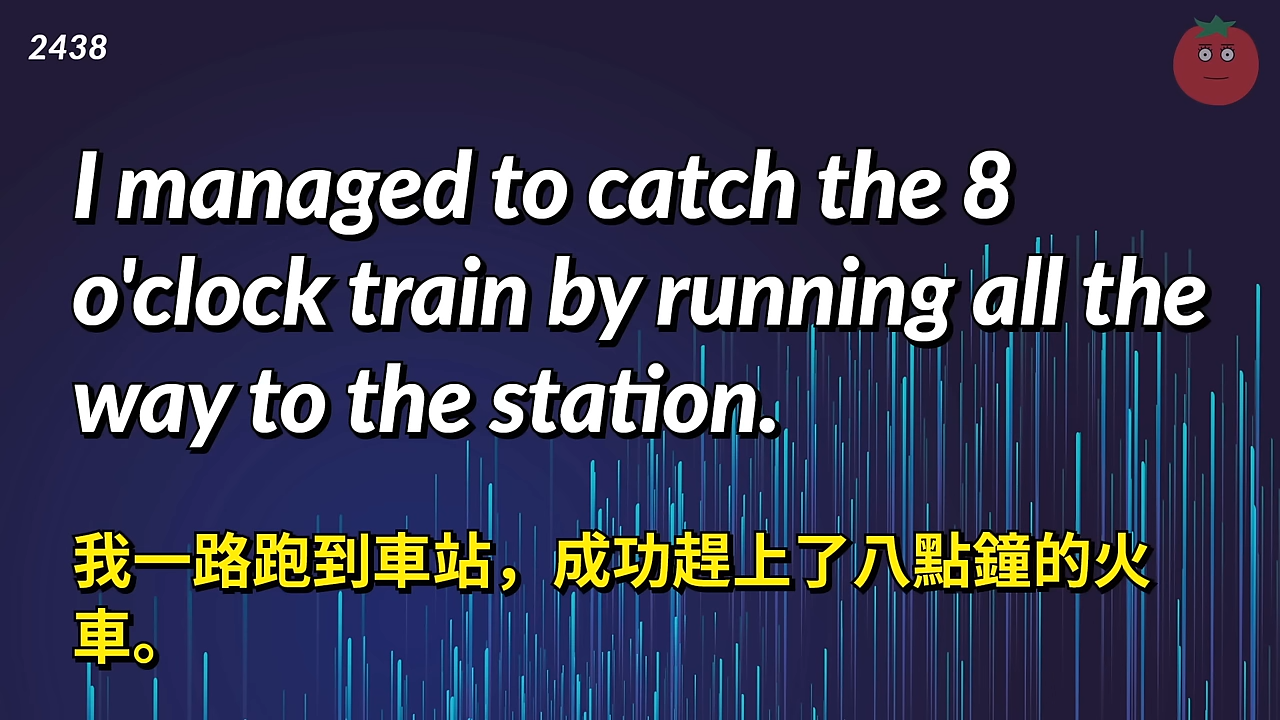 2438
I managed to catch the 8
o'clock train by running all the
way to the station.
我一路跑到車站，成功趕上了八點鐘的火
車。